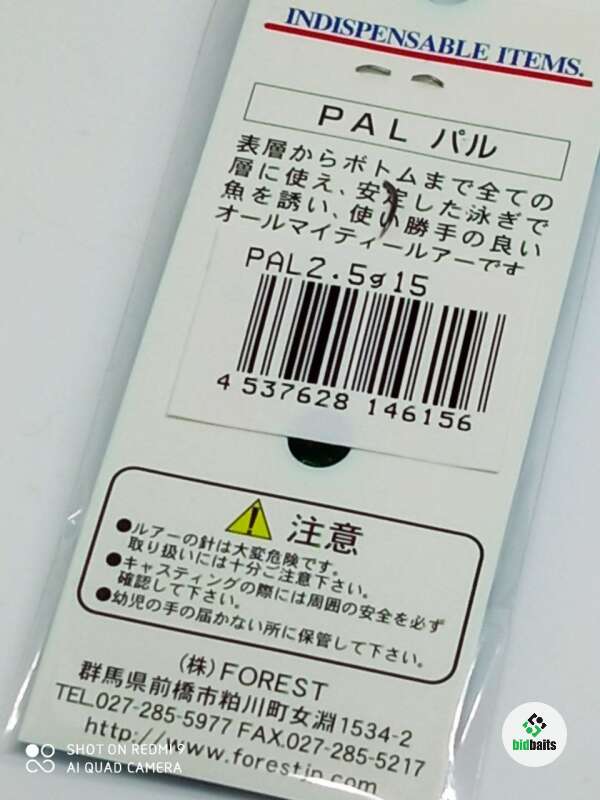 INDISPENSABLE ITEMS.
PAL パル
表層からボトムまで全ての
層に使え、安定した泳ぎで
魚を誘い、使い勝手の良い
オールマイティールアーです
PAL2.5g15
4 537628 146156
注意
●ルアーの針は大変危険です。
取り扱いには十分ご注意下さい。
●キャスティングの際には周囲の安全を必ず
確認して下さい。
●幼児の手の届かない所に保管して下さい。
(株)FOREST
群馬県前橋市粕川町女淵1534-2
TEL.027-285-5977 FAX.027-285-5217
http://www.forestjp.com
SHOT ON REDMI 9
AI QUAD CAMERA
bidbaits